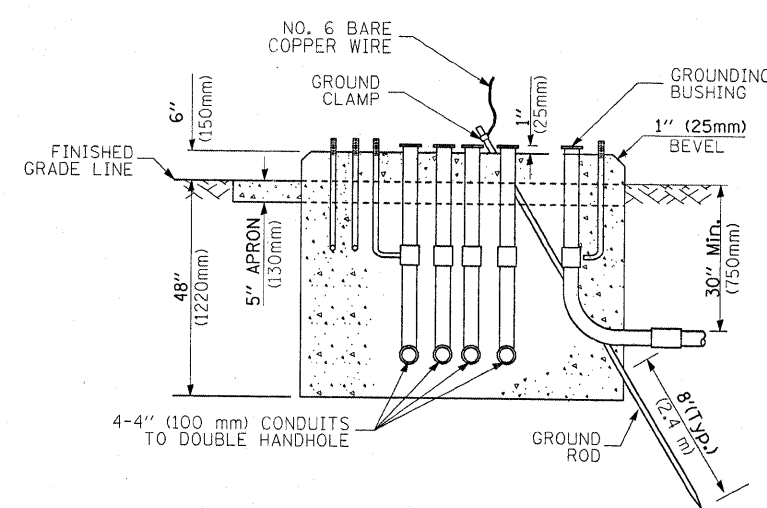 NO. 6 BARE
COPPER WIRE
GROUND
CLAMP
GROUNDING
BUSHING
6"
(150mm)
1"
(25mm)
1" (25mm)
BEVEL
FINISHED
GRADE LINE
48"
(1220mm)
5" APRON
(130mm)
30" Min.
(750mm)
4-4" (100 mm) CONDUITS
TO DOUBLE HANDHOLE
GROUND
ROD
8'(Typ.)
(2.4 m)